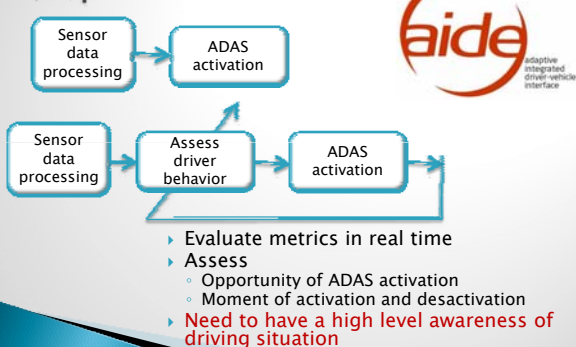 Sensor
data
processing
ADAS
activation
aide
adaptive
integrated
driver-vehicle
interface
Sensor
data
processing
Assess
driver
behavior
ADAS
activation
Evaluate metrics in real time
Assess
Opportunity of ADAS activation
Moment of activation and desactivation
Need to have a high level awareness of
driving situation